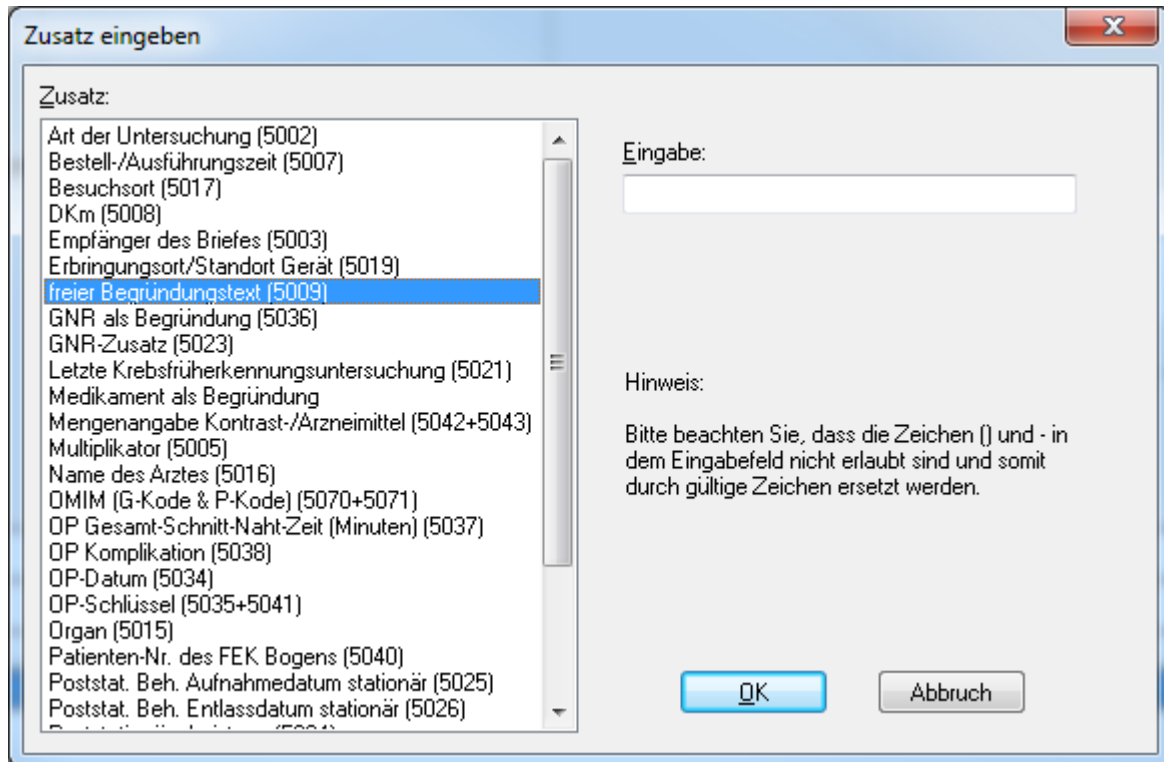 Zusatz eingeben
Zusatz:
Art der Untersuchung (5002)
Bestell-/Ausführungszeit (5007)
Besuchsort (5017)
DKm (5008)
Empfänger des Briefes (5003)
Erbringungsort/Standort Gerät (5019)
freier Begründungstext (5009)
GNR als Begründung (5036)
GNR-Zusatz (5023)
Letzte Krebsfrüherkennungsuntersuchung (5021)
Medikament als Begründung
Mengenangabe Kontrast-/Arzneimittel (5042+5043)
Multiplikator (5005)
Name des Arztes (5016)
OMIM (G-Kode & P-Kode) (5070+5071)
OP Gesamt-Schnitt-Naht-Zeit (Minuten) (5037)
OP Komplikation (5038)
OP-Datum (5034)
OP-Schlüssel (5035+5041)
Organ (5015)
Patienten-Nr. des FEK Bogens (5040)
Poststat. Beh. Aufnahmedatum stationär (5025)
Poststat. Beh. Entlassdatum stationär (5026)
Eingabe:
Hinweis:
Bitte beachten Sie, dass die Zeichen () und - in
dem Eingabefeld nicht erlaubt sind und somit
durch gültige Zeichen ersetzt werden.
OK
Abbruch